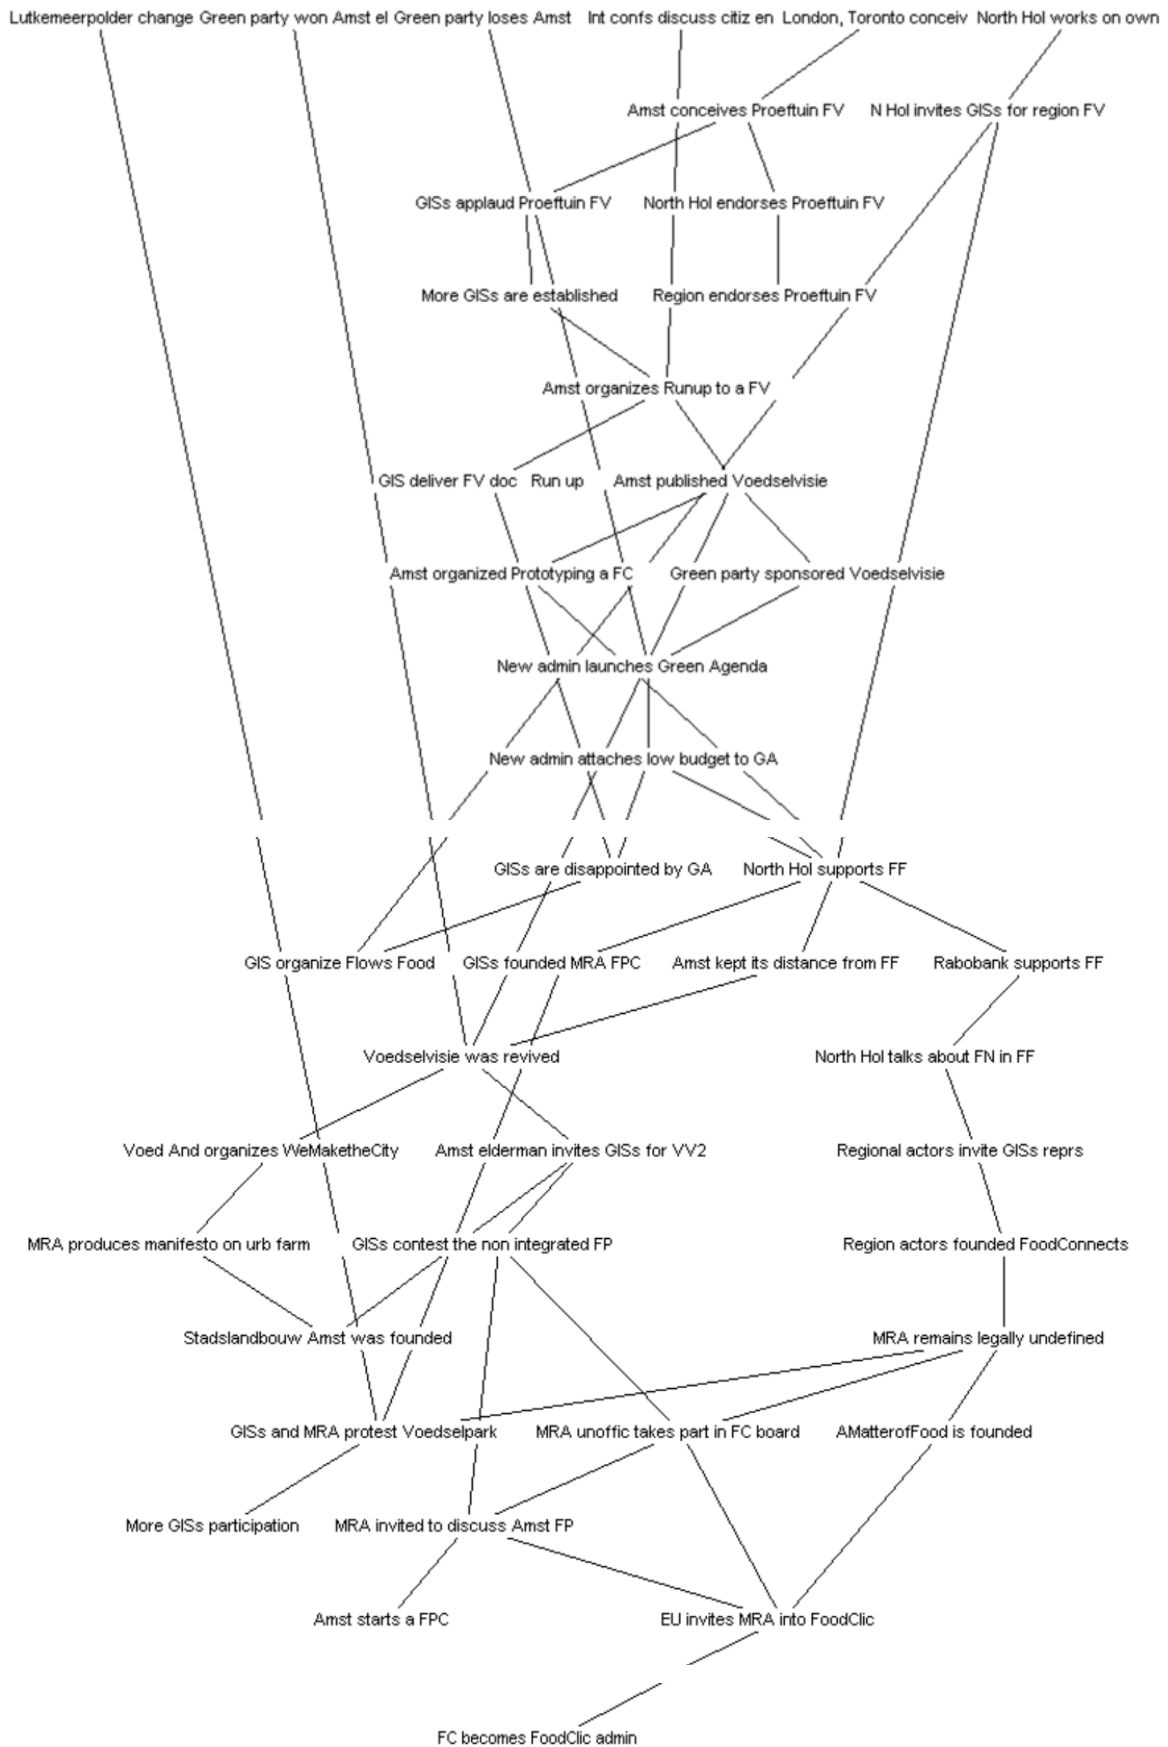 Lutkemeerpolder change Green party won Amst el Green party loses Amst Int confs discuss citiz en London, Toronto conceiv North Hol works on own
Amst conceives Proeftuin FV N Hol invites GISs for region FV
GISs applaud Proeftuin FV North Hol endorses Proeftuin FV
More GISs are established Region endorses Proeftuin FV
Amst organizes Runup to a FV
GIS deliver FV doc Run up Amst published Voedselvisie
Amst organized Prototyping a FC Green party sponsored Voedselvisie
New admin launches Green Agenda
New admin attaches low budget to GA
GISs are disappointed by GA North Hol supports FF
GIS organize Flows Food GISs founded MRA FPC Amst kept its distance from FF Rabobank supports FF
Voedselvisie was revived North Hol talks about FN in FF
Voed And organizes WeMaketheCity Amst elderman invites GISs for VV2 Regional actors invite GISs reprs
MRA produces manifesto on urb farm GISs contest the non integrated FP Region actors founded FoodConnects
Stadslandbouw Amst was founded MRA remains legally undefined
GISs and MRA protest Voedselpark MRA unoffic takes part in FC board AMatterofFood is founded
More GISs participation MRA invited to discuss Amst FP
Amst starts a FPC EU invites MRA into FoodClic
FC becomes FoodClic admin